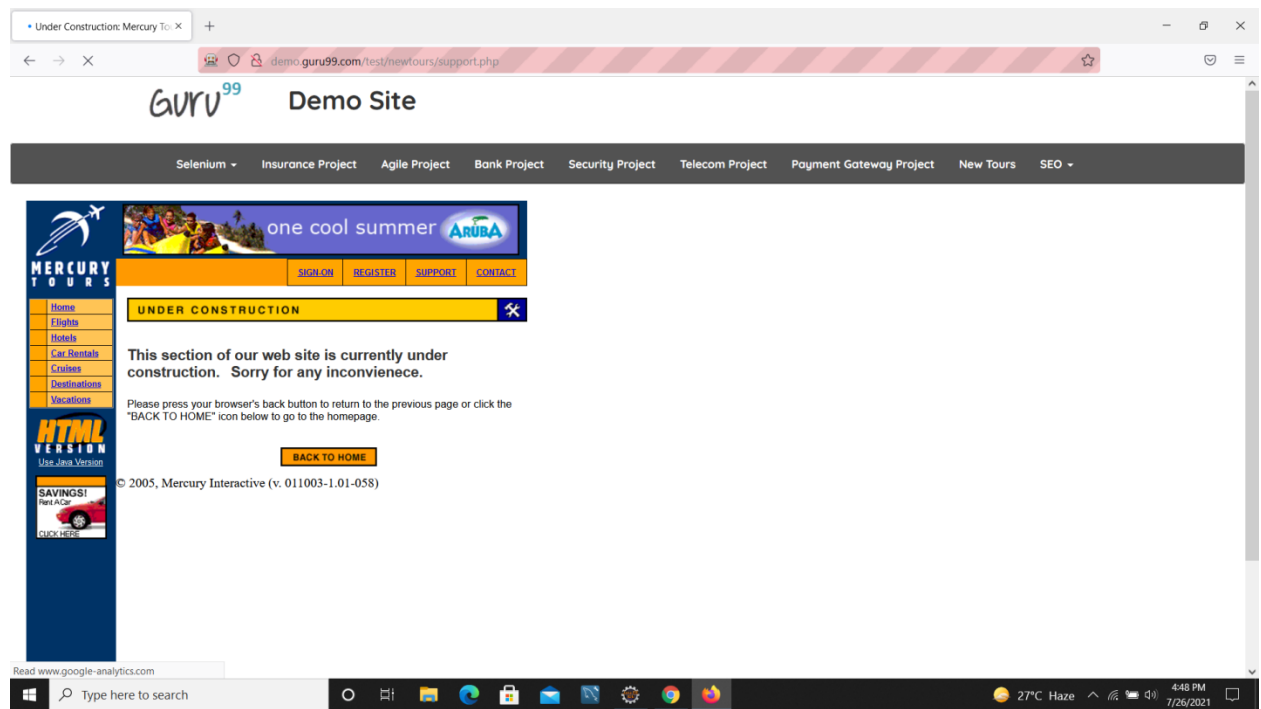 Under Construction: Mercury To
demo.guru99.com/test/newtours/support.php
Guru99 Demo Site
Selenium Insurance Project Agile Project Bank Project Security Project Telecom Project Payment Gateway Project New Tours SEO
MERCURY
TOURS
one cool summer ARUBA
SIGN-ON REGISTER SUPPORT CONTACT
Home
Flights
Hotels
Car Rentals
Cruises
Destinations
Vacations
HTML
VERSION
Use Java Version
SAVINGS!
Rent A Car
CLICK HERE
UNDER CONSTRUCTION
This section of our web site is currently under
construction. Sorry for any inconvienece.
Please press your browser's back button to return to the previous page or click the
"BACK TO HOME" icon below to go to the homepage.
BACK TO HOME
© 2005, Mercury Interactive (v. 011003-1.01-058)
Read www.google-analytics.com
Type here to search
27°C Haze
4:48 PM
7/26/2021